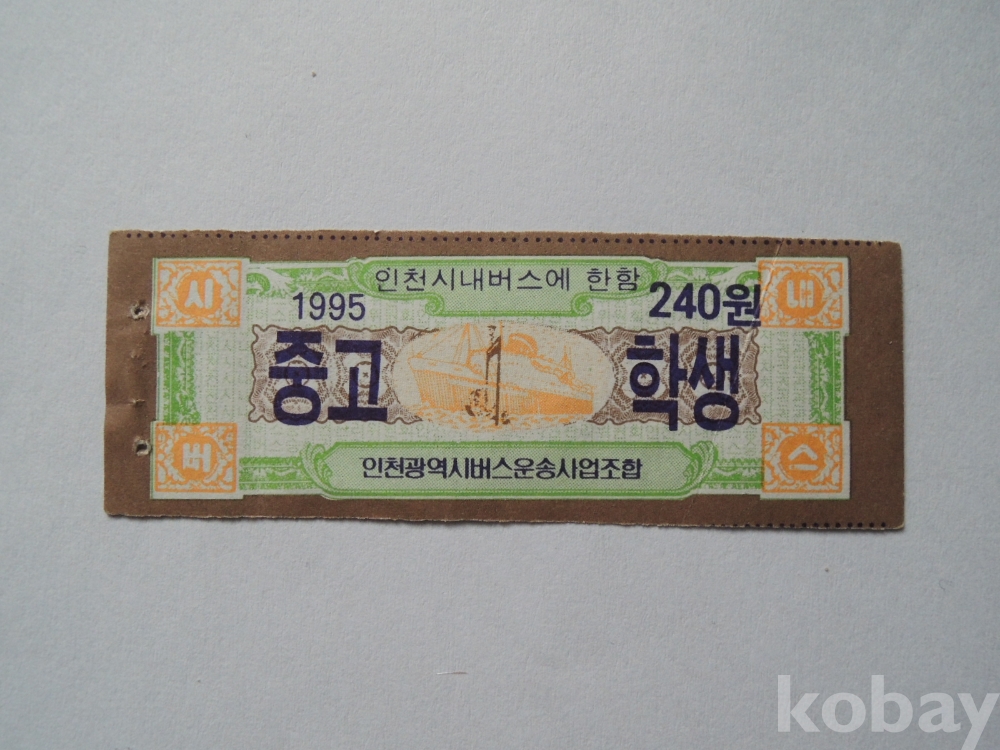 인천시내버스에 한함
시 1995 240원 내
중고 학생
버 인천광역시버스운송사업조합 스
kobay